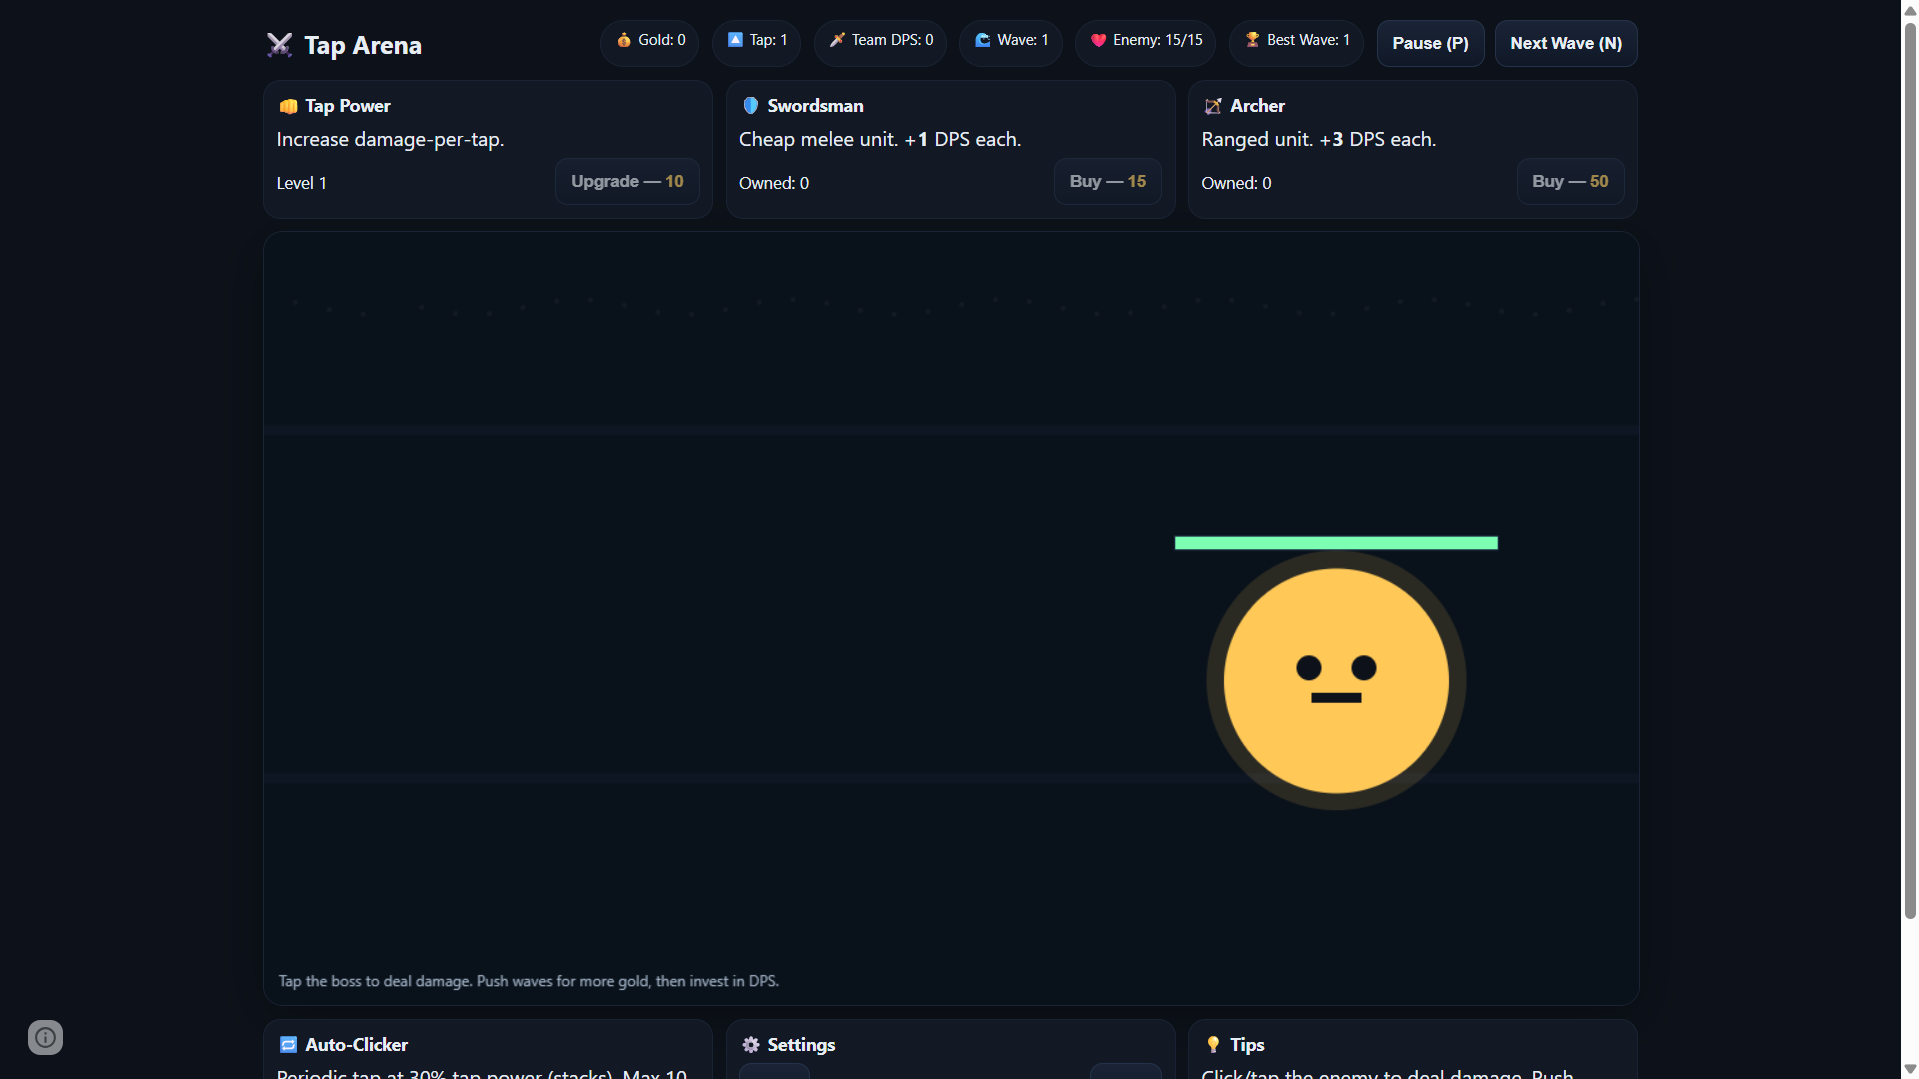 Tap Arena
Gold: 0
Tap: 1
Team DPS: 0
Wave: 1
Enemy: 15/15
Best Wave: 1
Pause (P)
Next Wave (N)
Tap Power
Increase damage-per-tap.
Level 1
Upgrade — 10
Swordsman
Cheap melee unit. +1 DPS each.
Owned: 0
Buy — 15
Archer
Ranged unit. +3 DPS each.
Owned: 0
Buy — 50
Tap the boss to deal damage. Push waves for more gold, then invest in DPS.
Auto-Clicker
Periodic tap at 30% tap power (stacks). Max 10
Settings
Tips
Click/tap the enemy to deal damage. Push